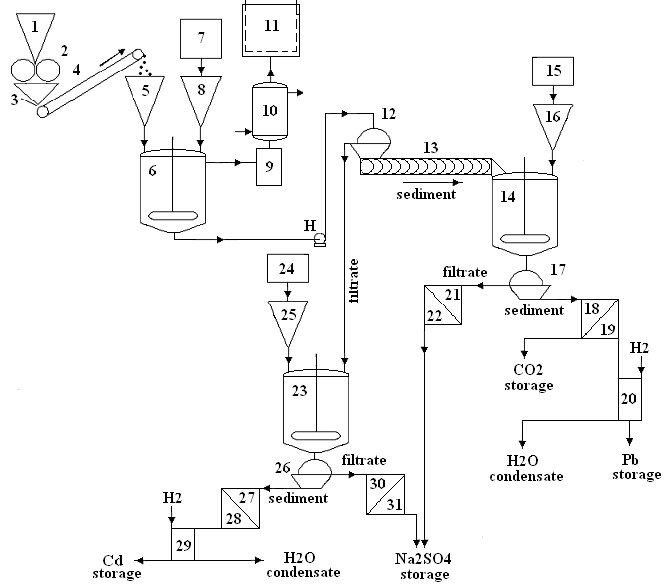 1
2
3
4
5
6
7
8
9
10
11
H
12
13
sediment
14
15
16
filtrate
17
filtrate
sediment
18
19
21
22
CO2
storage
H2
20
H2O
condensate
Pb
storage
24
25
23
26
filtrate
sediment
27
28
30
31
H2
29
Cd
storage
H2O
condensate
Na2SO4
storage